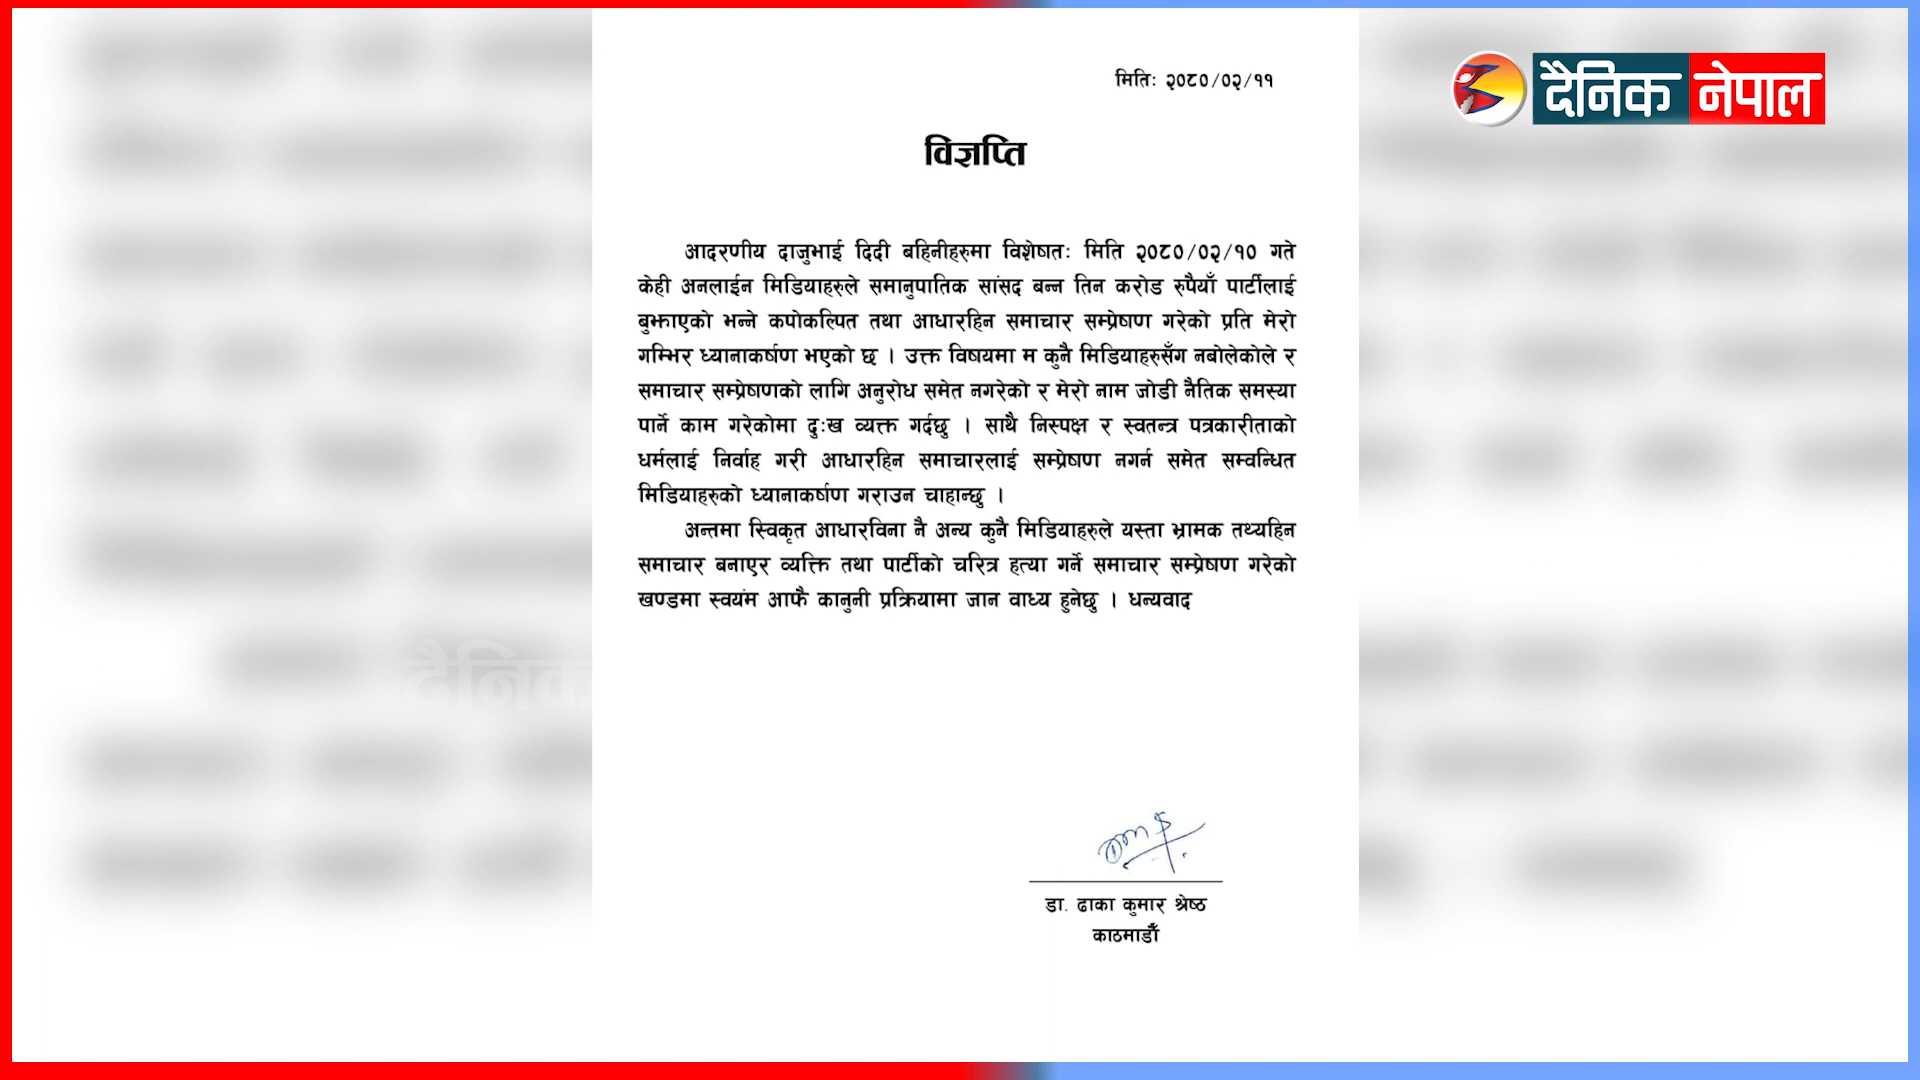 मिति: २०८०/०२/११
दैनिक नेपाल
विज्ञप्ति
आदरणीय दाजुभाई दिदी बहिनीहरुमा विशेषत: मिति २०८०/०२/१० गते
केही अनलाईन मिडियाहरुले समानुपातिक सांसद बन्न तिन करोड रुपैयाँ पार्टीलाई
बुझाएको भन्ने कपोकल्पित तथा आधारहिन समाचार सम्प्रेषण गरेको प्रति मेरो
गम्भिर ध्यानाकर्षण भएको छ । उक्त विषयमा म कुनै मिडियाहरुसँग नबोलेकोले र
समाचार सम्प्रेषणको लागि अनुरोध समेत नगरेको र मेरो नाम जोडी नैतिक समस्या
पार्ने काम गरेकोमा दु:ख व्यक्त गर्दछु । साथै निस्पक्ष र स्वतन्त्र पत्रकारीताको
धर्मलाई निर्वाह गरी आधारहिन समाचारलाई सम्प्रेषण नगर्न समेत सम्वन्धित
मिडियाहरुको ध्यानाकर्षण गराउन चाहान्छु ।
अन्तमा स्विकृत आधारविना नै अन्य कुनै मिडियाहरुले यस्ता भ्रामक तथ्यहिन
समाचार बनाएर व्यक्ति तथा पार्टीको चरित्र हत्या गर्ने समाचार सम्प्रेषण गरेको
खण्डमा स्वयंम आफै कानुनी प्रक्रियामा जान वाध्य हुनेछु । धन्यवाद
दैनिक
डा. ढाका कुमार श्रेष्ठ
काठमाडौँ